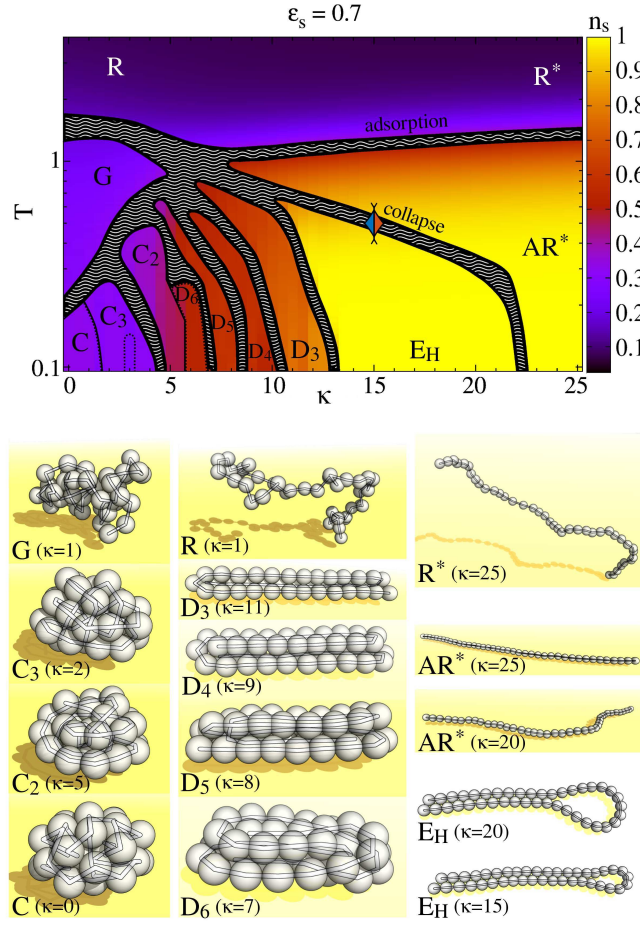 ε_s = 0.7
n_s
R
R*
adsorption
G
collapse
AR*
C_2
C_3
C
D_6
D_5
D_4
D_3
E_H
T
1
0.1
0
5
10
15
20
25
κ
1
0.9
0.8
0.7
0.6
0.5
0.4
0.3
0.2
0.1
G (κ=1)
R (κ=1)
R* (κ=25)
C_3 (κ=2)
D_3 (κ=11)
AR* (κ=25)
D_4 (κ=9)
C_2 (κ=5)
D_5 (κ=8)
AR* (κ=20)
E_H (κ=20)
C (κ=0)
D_6 (κ=7)
E_H (κ=15)